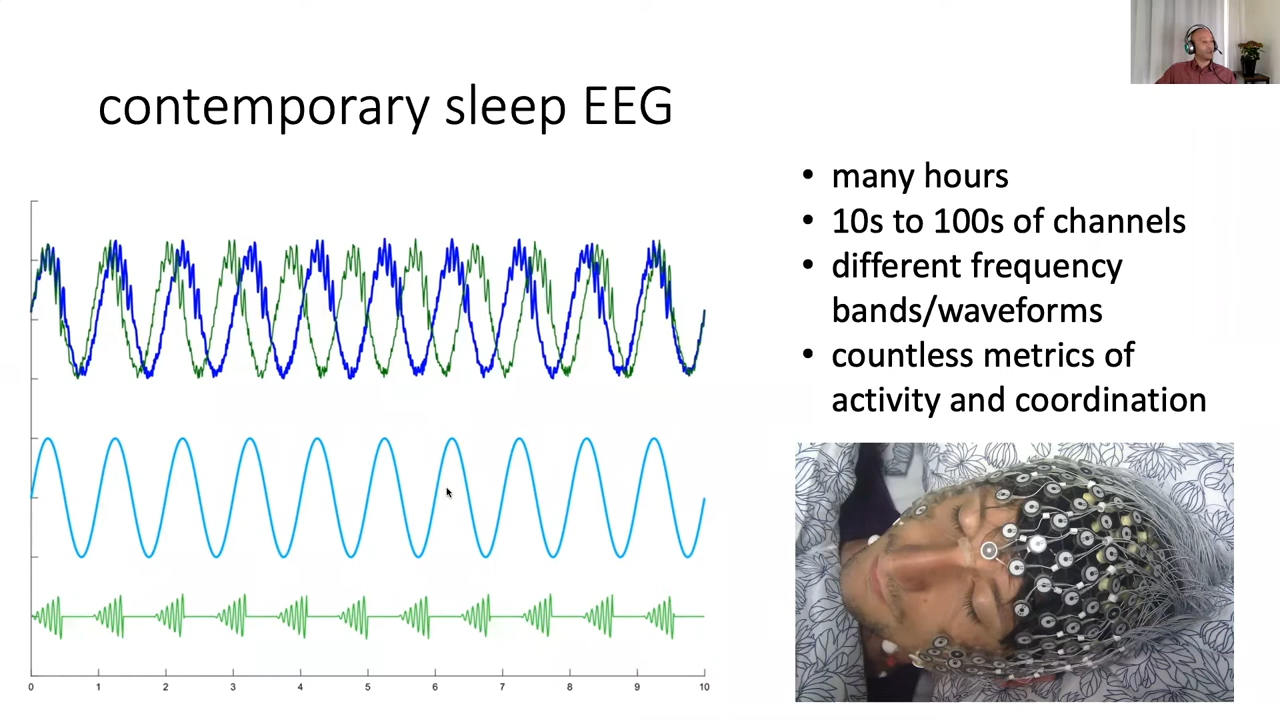 contemporary sleep EEG
• many hours
• 10s to 100s of channels
• different frequency
bands/waveforms
• countless metrics of
activity and coordination
0 1 2 3 4 5 6 7 8 9 10